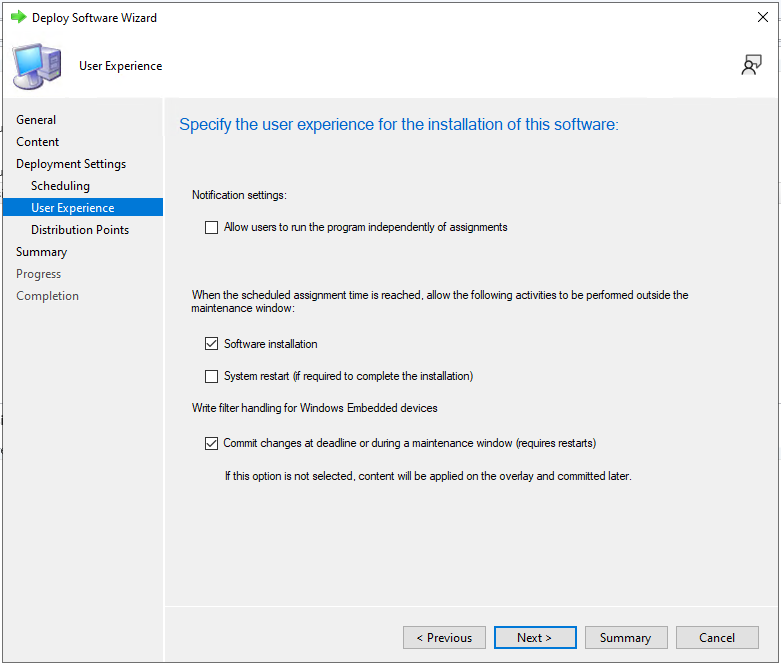 Deploy Software Wizard
User Experience
General
Content
Deployment Settings
Scheduling
User Experience
Distribution Points
Summary
Progress
Completion
Specify the user experience for the installation of this software:
Notification settings:
Allow users to run the program independently of assignments
When the scheduled assignment time is reached, allow the following activities to be performed outside the
maintenance window:
Software installation
System restart (if required to complete the installation)
Write filter handling for Windows Embedded devices
Commit changes at deadline or during a maintenance window (requires restarts)
If this option is not selected, content will be applied on the overlay and committed later.
< Previous
Next >
Summary
Cancel